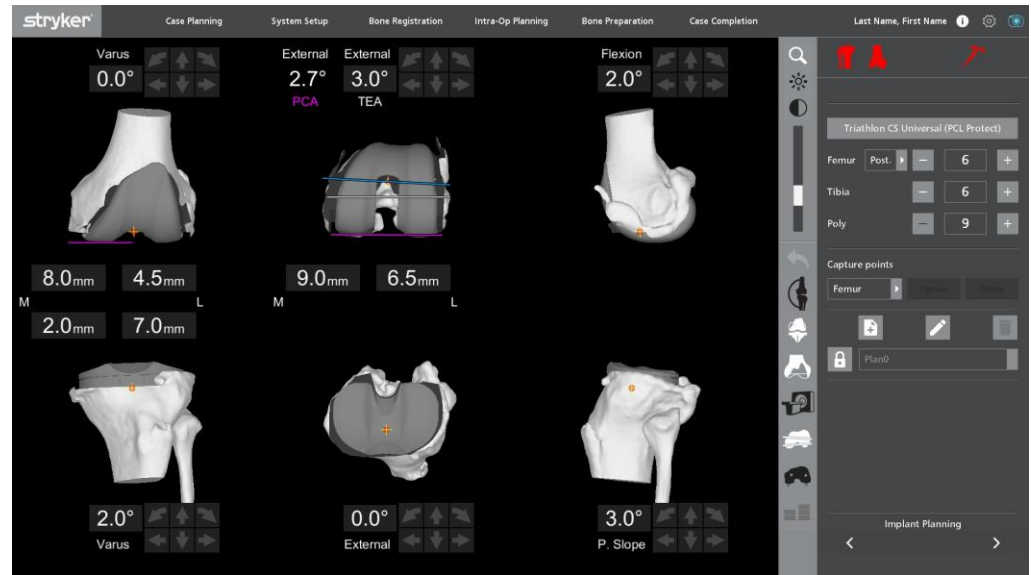 stryker
Case Planning
System Setup
Bone Registration
Intra-Op Planning
Bone Preparation
Case Completion
Last Name, First Name
Varus
0.0°
External External
2.7° 3.0°
PCA TEA
Flexion
2.0°
8.0mm 4.5mm
M L
2.0mm 7.0mm
9.0mm 6.5mm
M L
2.0°
Varus
0.0°
External
3.0°
P. Slope
Triathlon CS Universal (PCL Protect)
Femur Post. − 6 +
Tibia − 6 +
Poly − 9 +
Capture points
Femur Capture Delete
Plan0
Implant Planning
< >